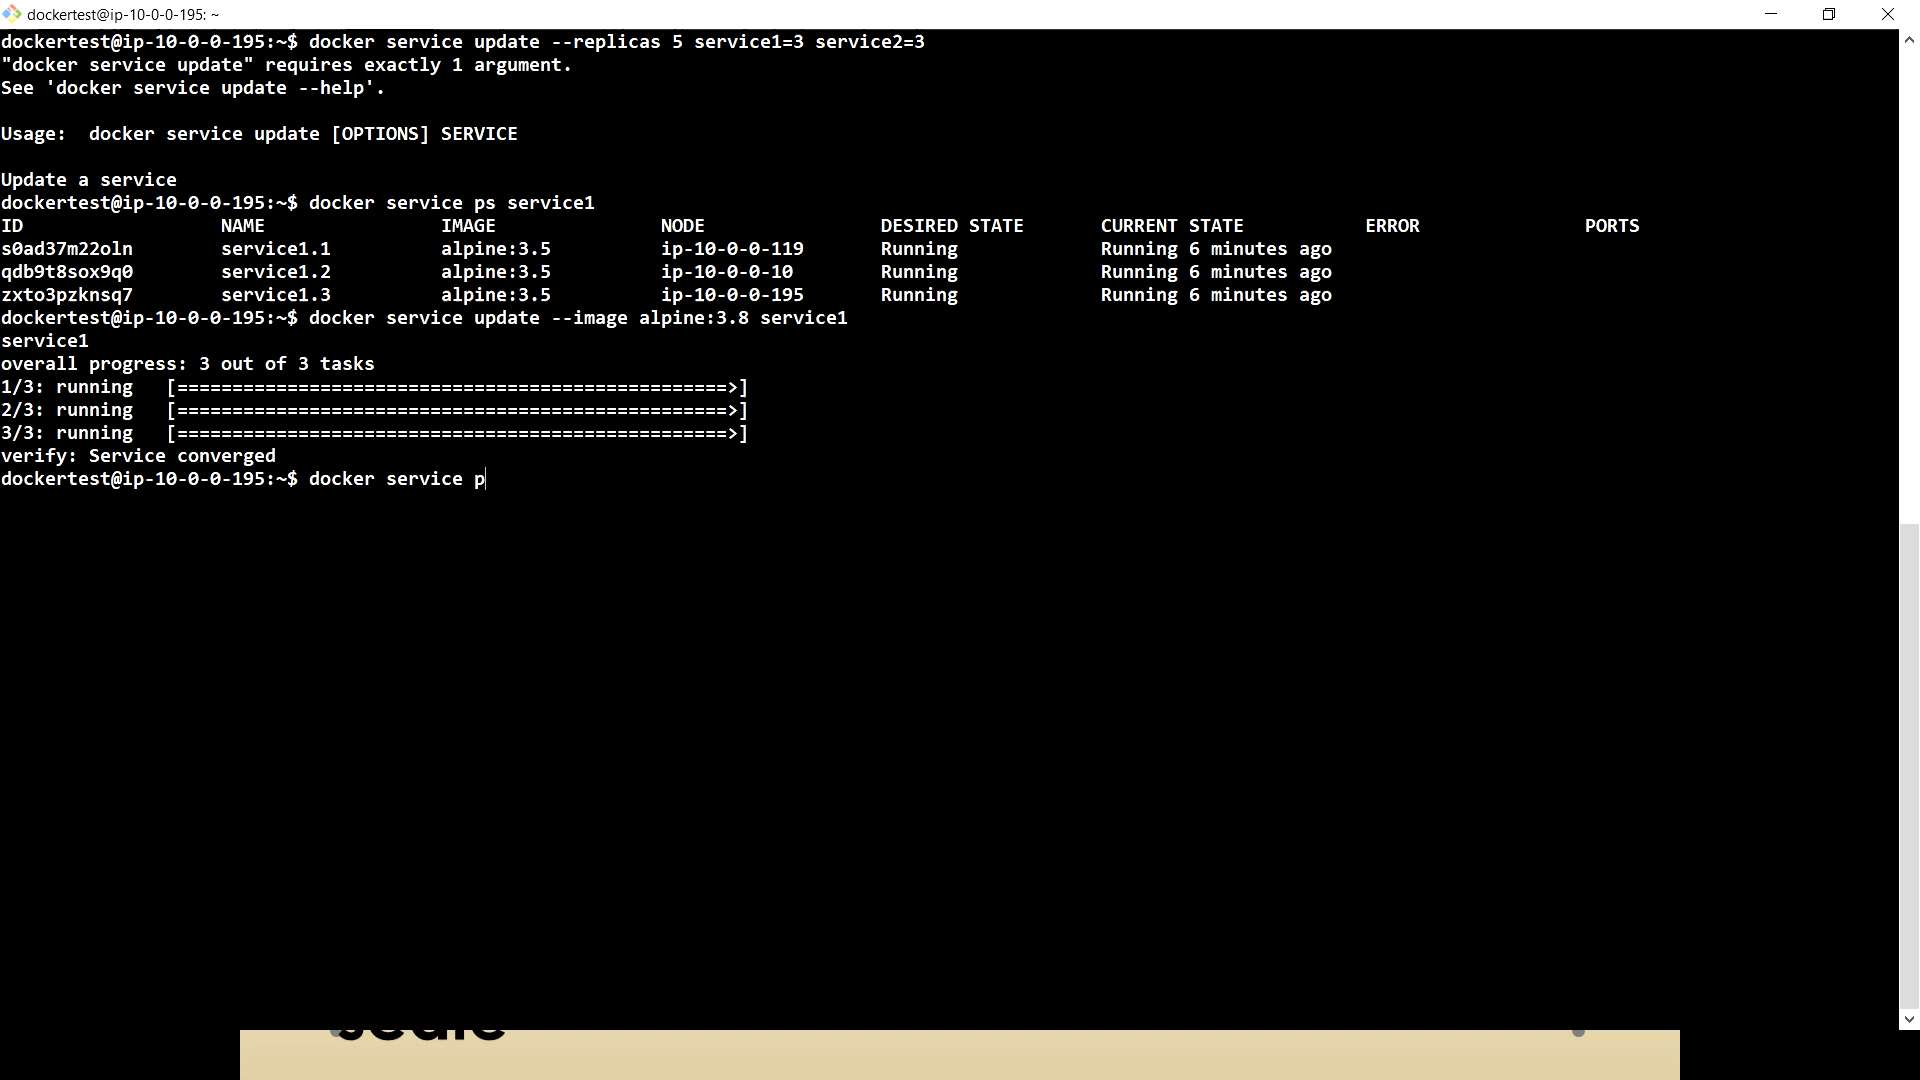 dockertest@ip-10-0-0-195: ~
dockertest@ip-10-0-0-195:~$ docker service update --replicas 5 service1=3 service2=3
"docker service update" requires exactly 1 argument.
See 'docker service update --help'.
Usage:  docker service update [OPTIONS] SERVICE
Update a service
dockertest@ip-10-0-0-195:~$ docker service ps service1
ID NAME IMAGE NODE DESIRED STATE CURRENT STATE ERROR PORTS
s0ad37m22oln service1.1 alpine:3.5 ip-10-0-0-119 Running Running 6 minutes ago
qdb9t8sox9q0 service1.2 alpine:3.5 ip-10-0-0-10 Running Running 6 minutes ago
zxto3pzknsq7 service1.3 alpine:3.5 ip-10-0-0-195 Running Running 6 minutes ago
dockertest@ip-10-0-0-195:~$ docker service update --image alpine:3.8 service1
service1
overall progress: 3 out of 3 tasks
1/3: running   [==================================================>]
2/3: running   [==================================================>]
3/3: running   [==================================================>]
verify: Service converged
dockertest@ip-10-0-0-195:~$ docker service p